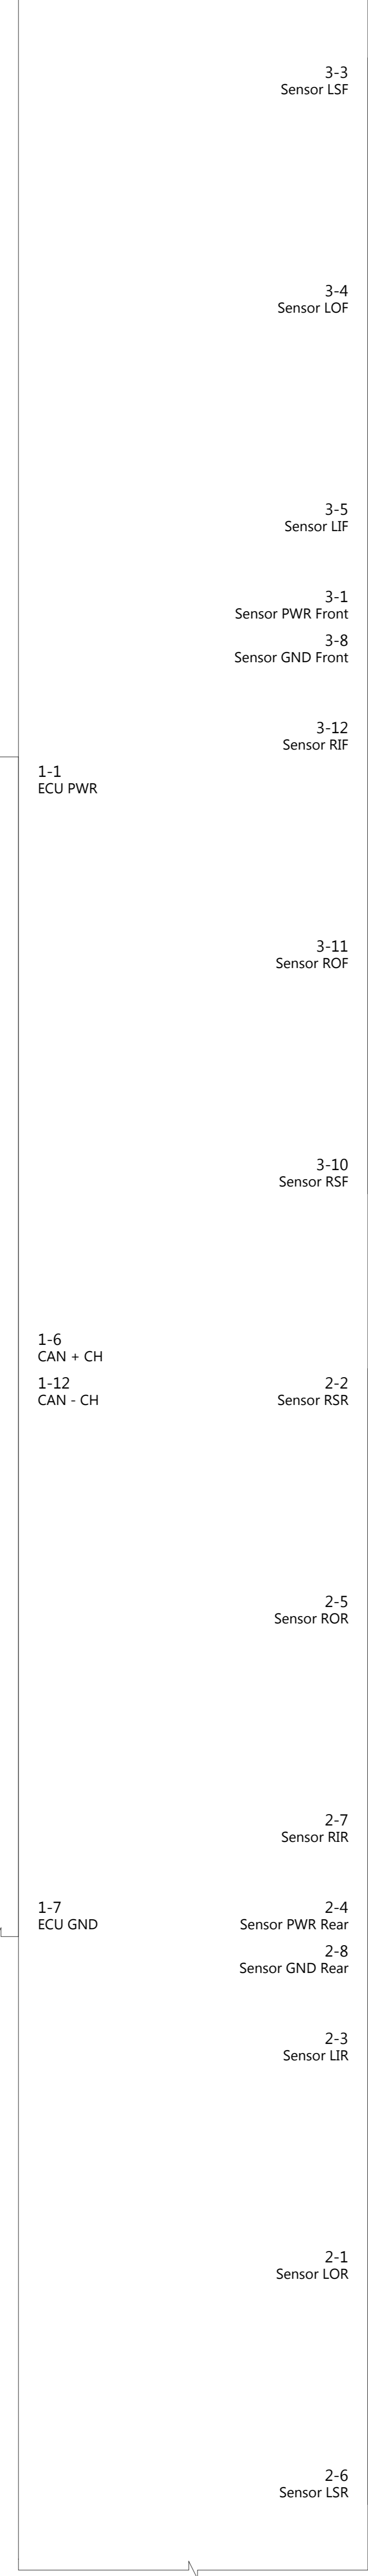 3-3
Sensor LSF
3-4
Sensor LOF
3-5
Sensor LIF
3-1
Sensor PWR Front
3-8
Sensor GND Front
3-12
Sensor RIF
1-1
ECU PWR
3-11
Sensor ROF
3-10
Sensor RSF
1-6
CAN + CH
1-12
CAN - CH
2-2
Sensor RSR
2-5
Sensor ROR
2-7
Sensor RIR
1-7
ECU GND
2-4
Sensor PWR Rear
2-8
Sensor GND Rear
2-3
Sensor LIR
2-1
Sensor LOR
2-6
Sensor LSR